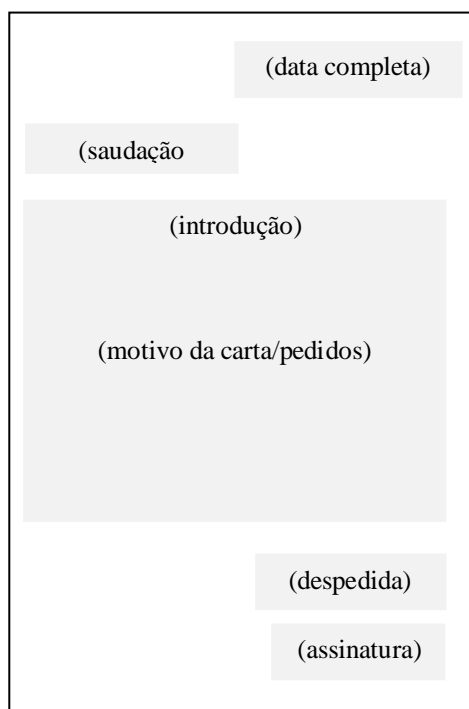 (data completa)
(saudação
(introdução)
(motivo da carta/pedidos)
(despedida)
(assinatura)